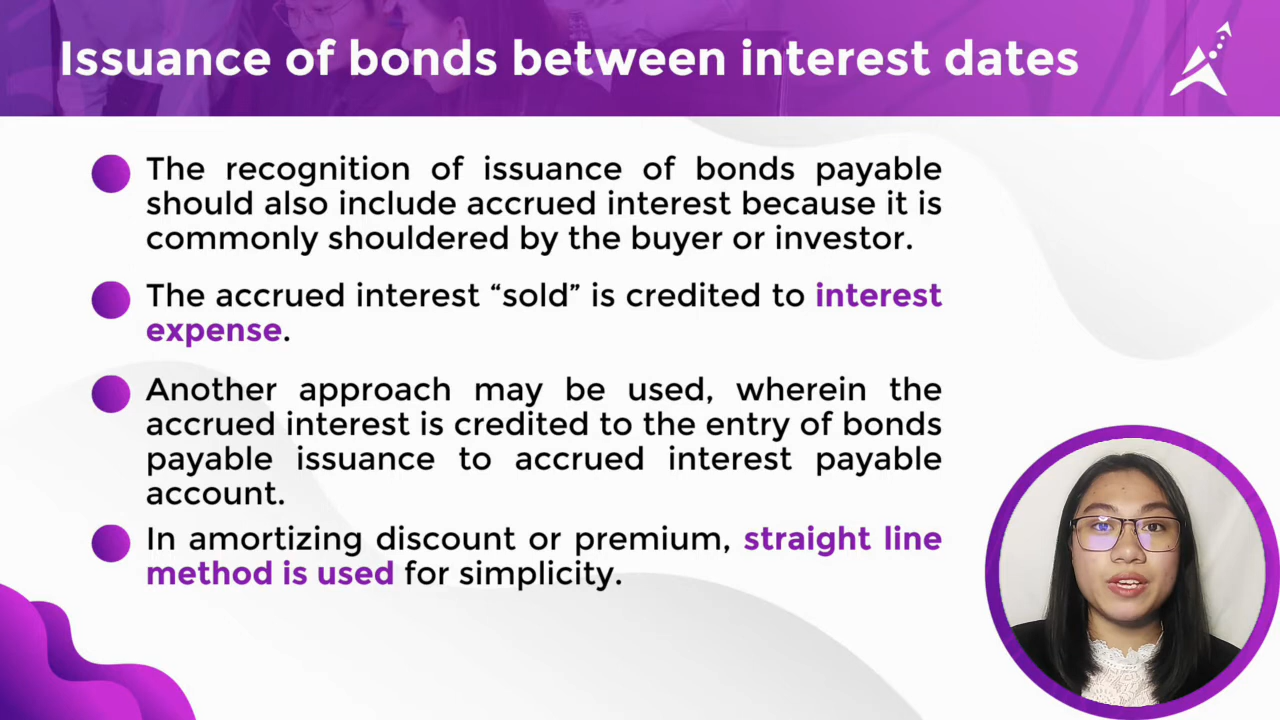 Issuance of bonds between interest dates
The recognition of issuance of bonds payable
should also include accrued interest because it is
commonly shouldered by the buyer or investor.
The accrued interest “sold” is credited to interest
expense.
Another approach may be used, wherein the
accrued interest is credited to the entry of bonds
payable issuance to accrued interest payable
account.
In amortizing discount or premium, straight line
method is used for simplicity.